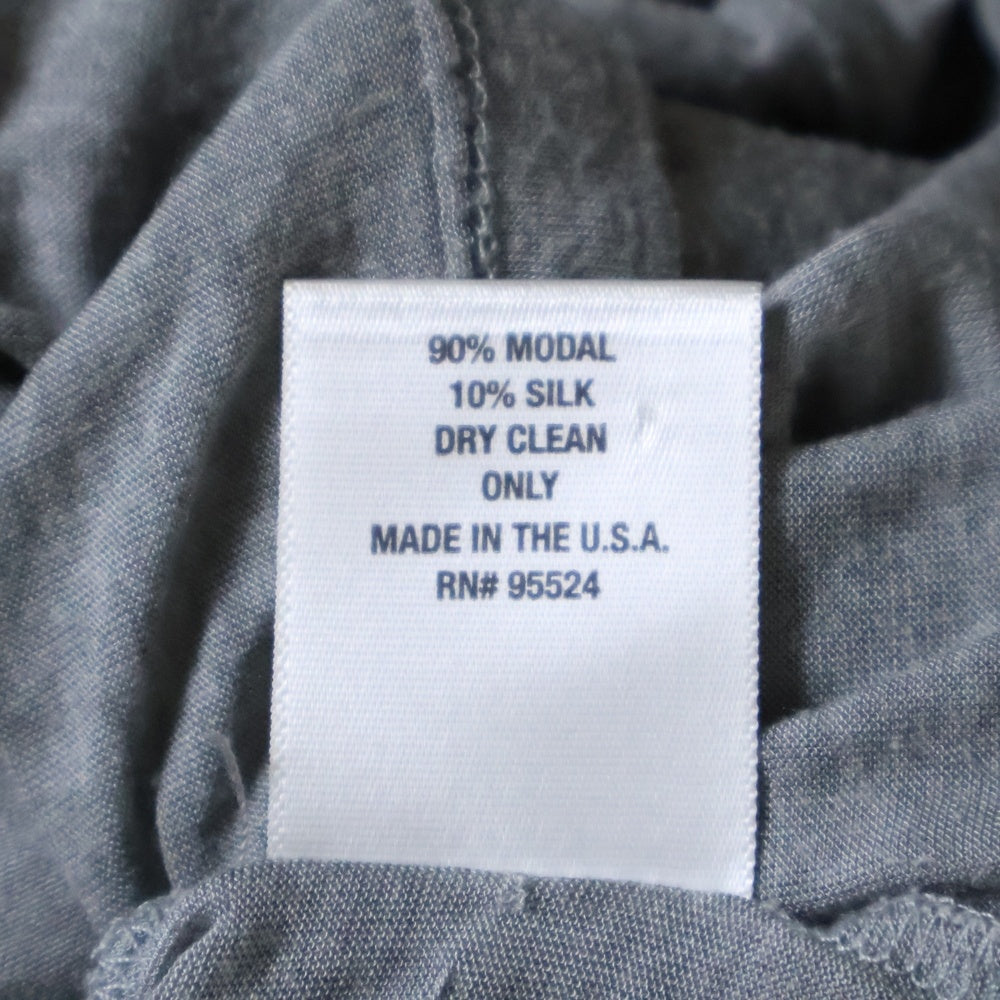 90% MODAL
10% SILK
DRY CLEAN
ONLY
MADE IN THE U.S.A.
RN# 95524